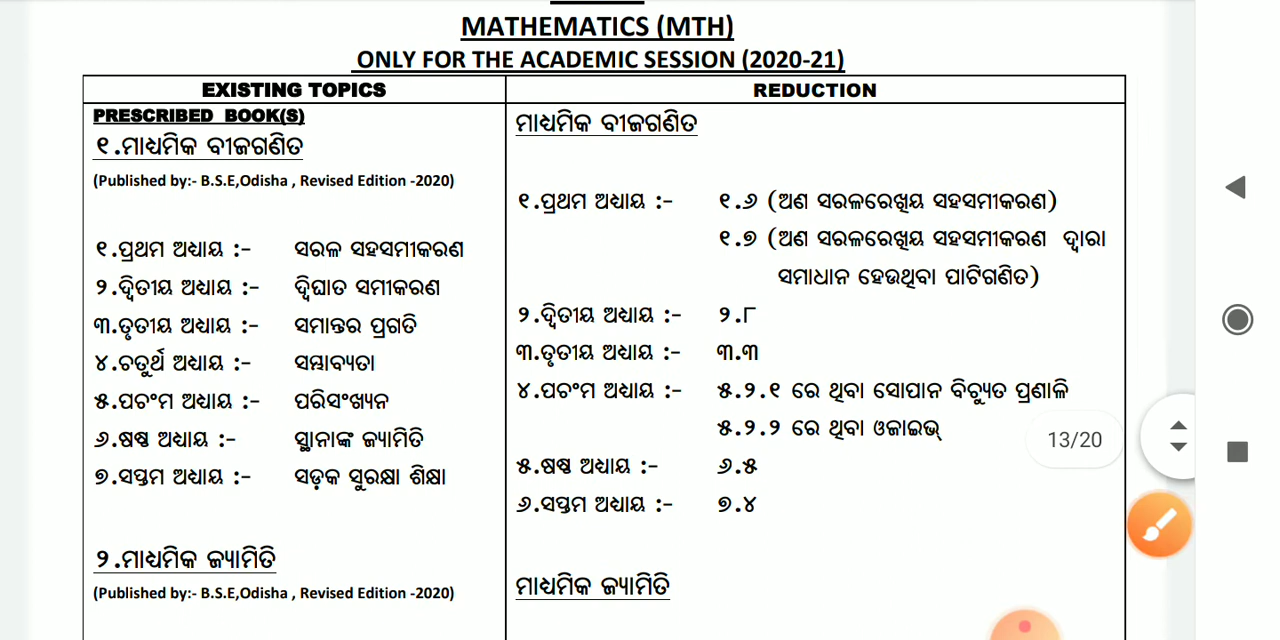 MATHEMATICS (MTH)
ONLY FOR THE ACADEMIC SESSION (2020-21)
EXISTING TOPICS
PRESCRIBED BOOK(S)
୧.ମାଧ୍ୟମିକ ବୀଜଗଣିତ
(Published by:- B.S.E,Odisha , Revised Edition -2020)
୧.ପ୍ରଥମ ଅଧ୍ୟାୟ :- ସରଳ ସହସମୀକରଣ
୨.ଦ୍ୱିତୀୟ ଅଧ୍ୟାୟ :- ଦ୍ୱିଘାତ ସମୀକରଣ
୩.ତୃତୀୟ ଅଧ୍ୟାୟ :- ସମାନ୍ତର ପ୍ରଗତି
୪.ଚତୁର୍ଥ ଅଧ୍ୟାୟ :- ସମ୍ଭାବ୍ୟତା
୫.ପଚଂମ ଅଧ୍ୟାୟ :- ପରିସଂଖ୍ୟନ
୬.ଷଷ୍ଠ ଅଧ୍ୟାୟ :- ସ୍ଥାନାଙ୍କ ଜ୍ୟାମିତି
୭.ସପ୍ତମ ଅଧ୍ୟାୟ :- ସଡ଼କ ସୁରକ୍ଷା ଶିକ୍ଷା
୨.ମାଧ୍ୟମିକ ଜ୍ୟାମିତି
(Published by:- B.S.E,Odisha , Revised Edition -2020)
REDUCTION
ମାଧ୍ୟମିକ ବୀଜଗଣିତ
୧.ପ୍ରଥମ ଅଧ୍ୟାୟ :- ୧.୬ (ଅଣ ସରଳରେଖିୟ ସହସମୀକରଣ)
୧.୭ (ଅଣ ସରଳରେଖିୟ ସହସମୀକରଣ ଦ୍ୱାରା
ସମାଧାନ ହେଉଥିବା ପାଟିଗଣିତ)
୨.ଦ୍ୱିତୀୟ ଅଧ୍ୟାୟ :- ୨.୮
୩.ତୃତୀୟ ଅଧ୍ୟାୟ :- ୩.୩
୪.ପଚଂମ ଅଧ୍ୟାୟ :- ୫.୨.୧ ରେ ଥିବା ସୋପାନ ବିଚ୍ୟୁତ ପ୍ରଣାଳି
୫.୨.୨ ରେ ଥିବା ଓଜାଇଭ୍
୫.ଷଷ୍ଠ ଅଧ୍ୟାୟ :- ୬.୫
୬.ସପ୍ତମ ଅଧ୍ୟାୟ :- ୭.୪
ମାଧ୍ୟମିକ ଜ୍ୟାମିତି
13/20